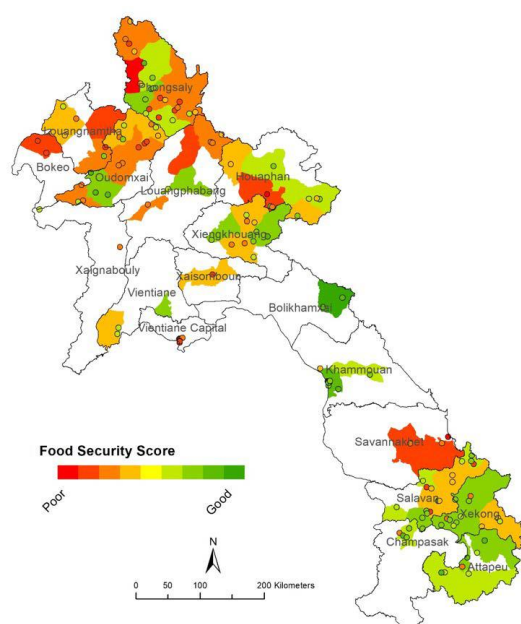 Phongsaly
Louangnamtha
Bokeo
Oudomxai
Houaphan
Louangphabang
Xiengkhouang
Xaignabouly
Xaisomboun
Vientiane
Bolikhamxai
Vientiane Capital
Khammouan
Savannakhet
Food Security Score
Poor
Good
Salavan
Xekong
Champasak
Attapeu
N
0 50 100 200 Kilometers